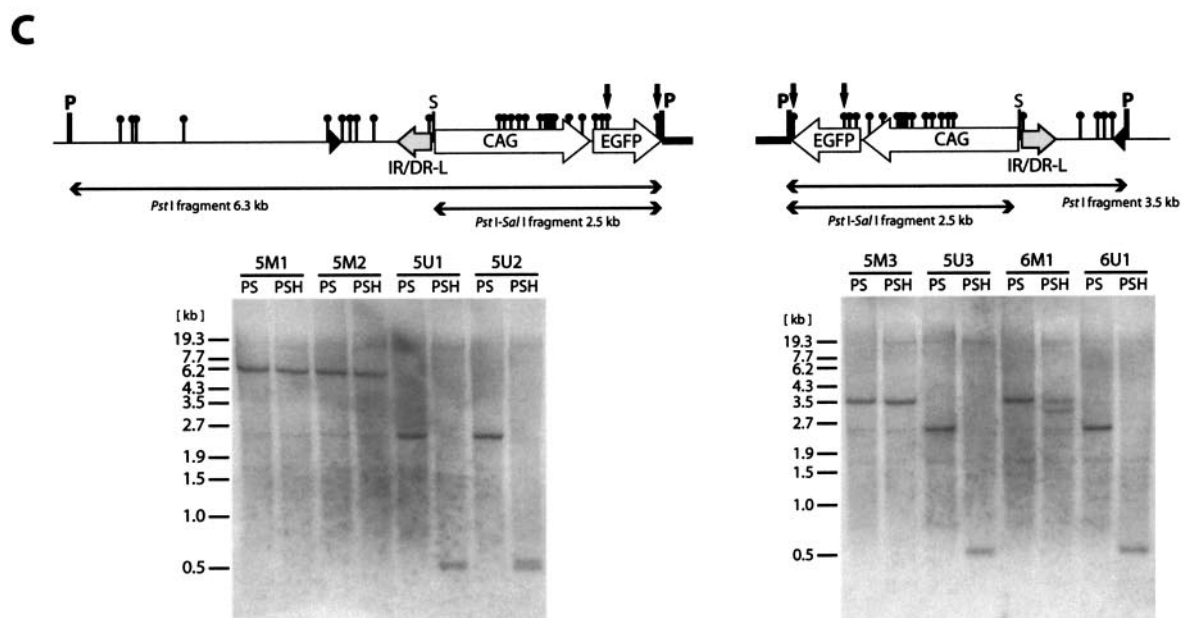 C
P S P
CAG EGFP
IR/DR-L
Pst I fragment 6.3 kb
Pst I-Sal I fragment 2.5 kb
P S P
EGFP CAG
IR/DR-L
Pst I fragment 3.5 kb
Pst I-Sal I fragment 2.5 kb
5M1 5M2 5U1 5U2
PS PSH PS PSH PS PSH PS PSH
[ kb ]
19.3
7.7
6.2
4.3
3.5
2.7
1.9
1.5
1.0
0.5
5M3 5U3 6M1 6U1
PS PSH PS PSH PS PSH PS PSH
[ kb ]
19.3
7.7
6.2
4.3
3.5
2.7
1.9
1.5
1.0
0.5